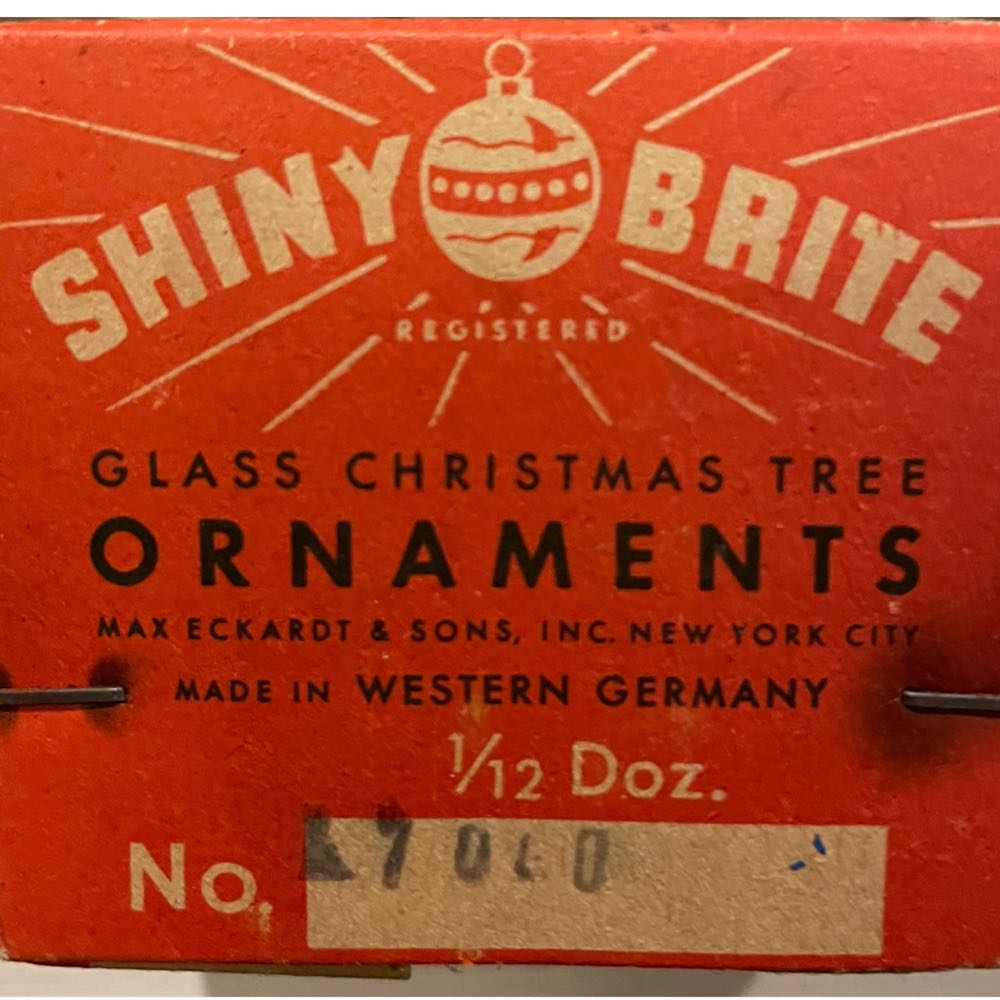 SHINY BRITE
REGISTERED
GLASS CHRISTMAS TREE
ORNAMENTS
MAX ECKARDT & SONS, INC. NEW YORK CITY
MADE IN WESTERN GERMANY
1/12 Doz.
No.